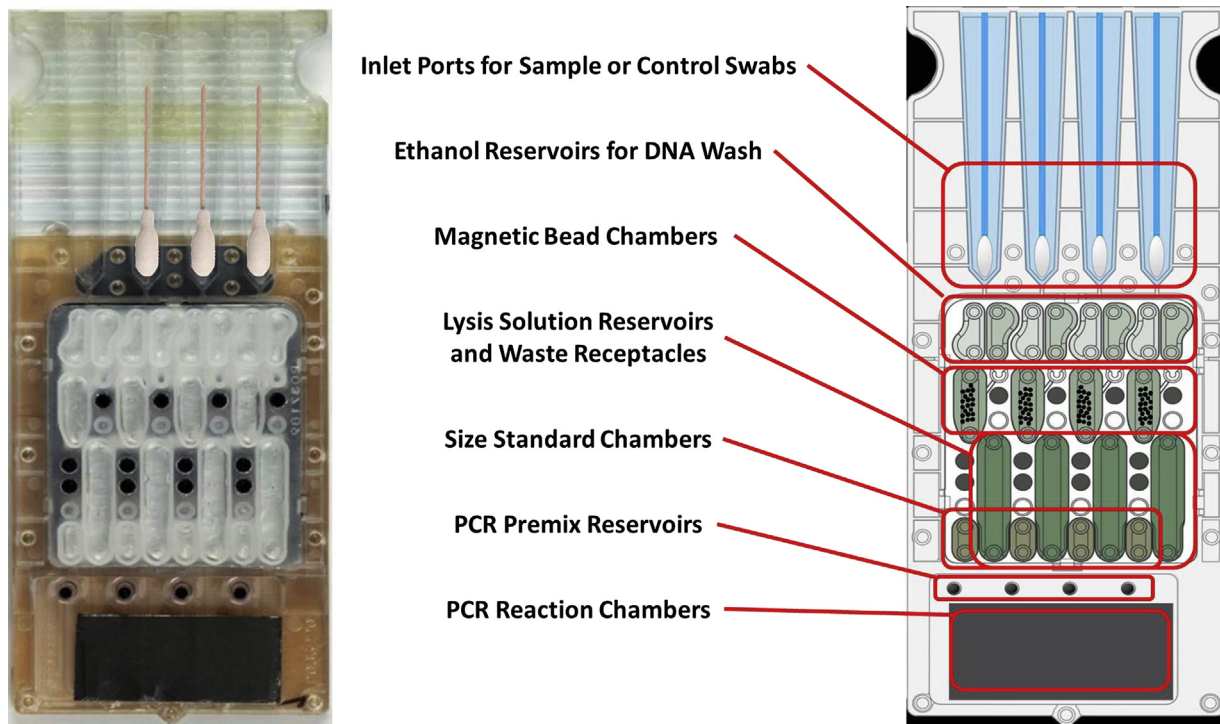 Inlet Ports for Sample or Control Swabs
Ethanol Reservoirs for DNA Wash
Magnetic Bead Chambers
Lysis Solution Reservoirs
and Waste Receptacles
Size Standard Chambers
PCR Premix Reservoirs
PCR Reaction Chambers